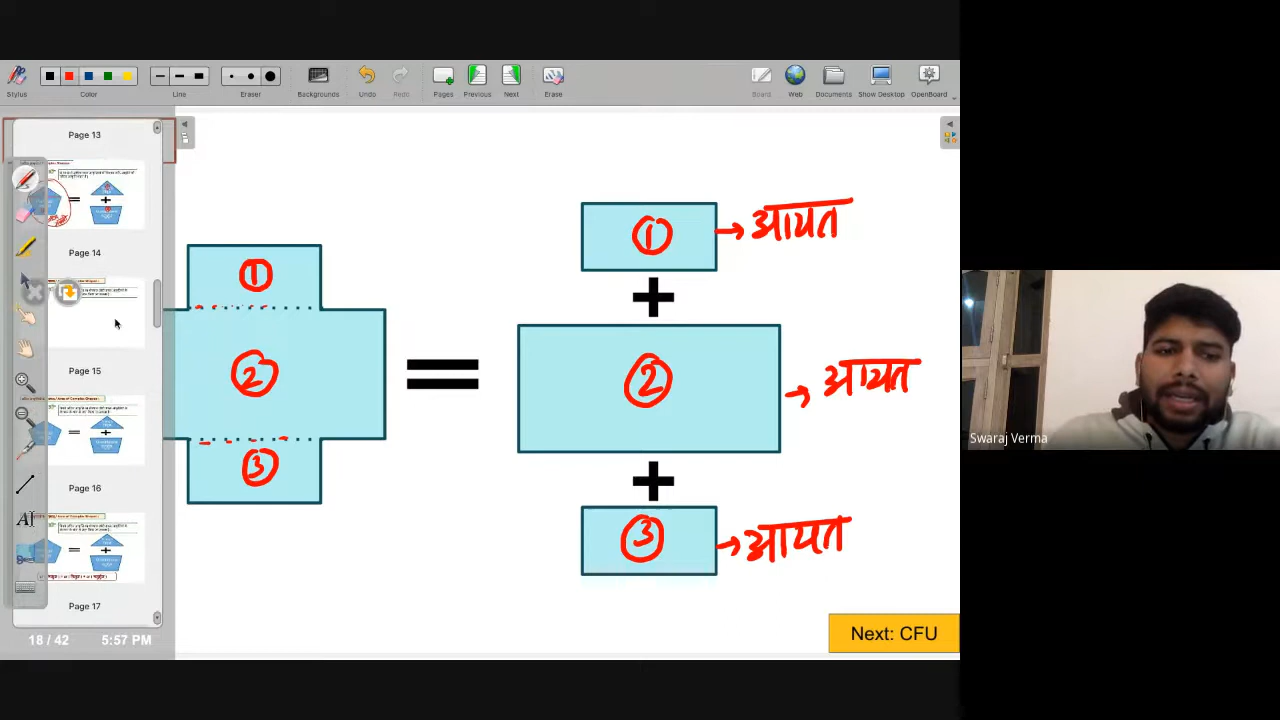 Stylus
Color
Line
Eraser
Backgrounds
Undo
Redo
Pages
Previous
Next
Erase
Board
Web
Documents
Show Desktop
OpenBoard
Page 13
=
+
Page 14
Page 15
=
+
Page 16
=
+
Page 17
18 / 42
5:57 PM
①
②
③
=
① → आयत
+
② → आयत
+
③ → आयत
Next: CFU
Swaraj Verma